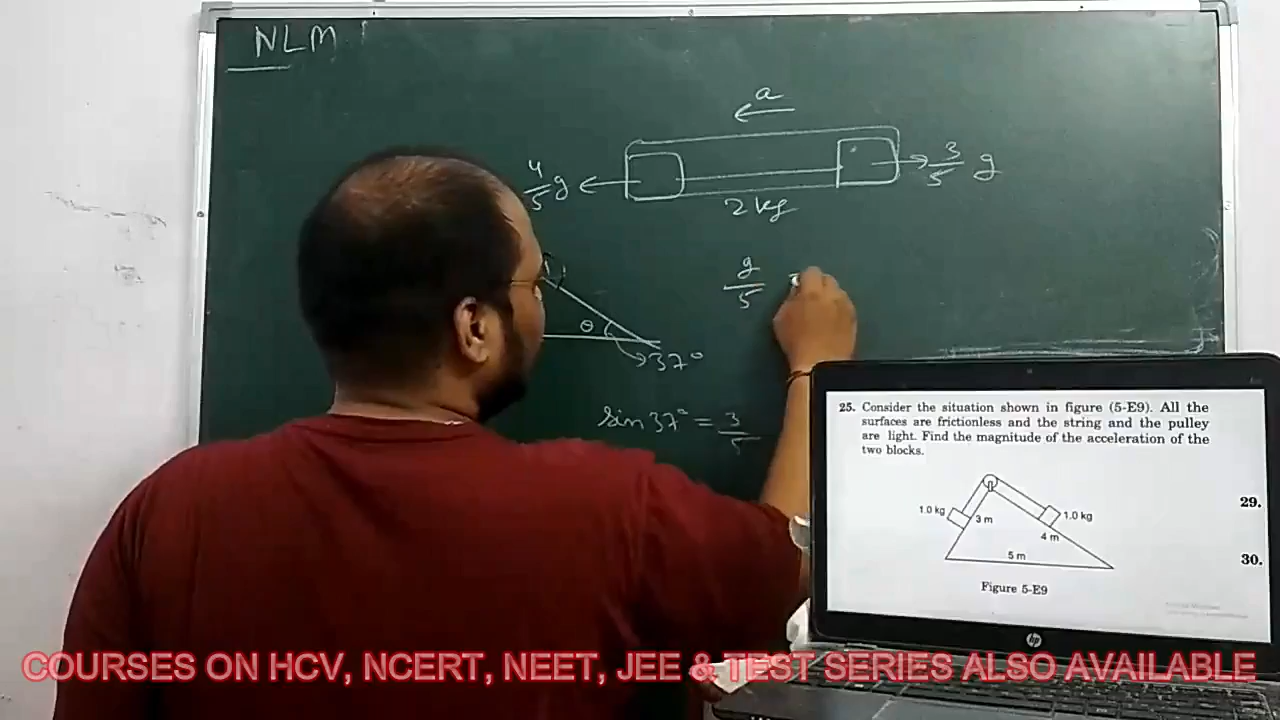 NLM
a
4/5 g
3/5 g
2 kg
g/5 =
θ
37°
sin 37° = 3/5
25. Consider the situation shown in figure (5-E9). All the
surfaces are frictionless and the string and the pulley
are light. Find the magnitude of the acceleration of the
two blocks.
29.
1.0 kg
3 m
1.0 kg
4 m
5 m
30.
Figure 5-E9
hp
COURSES ON HCV, NCERT, NEET, JEE & TEST SERIES ALSO AVAILABLE